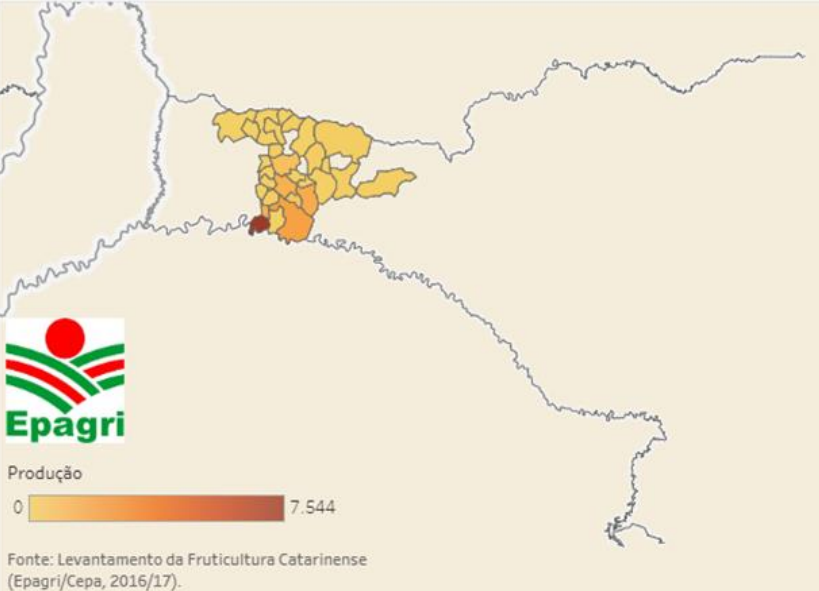 Epagri
Produção
0 7.544
Fonte: Levantamento da Fruticultura Catarinense
(Epagri/Cepa, 2016/17).